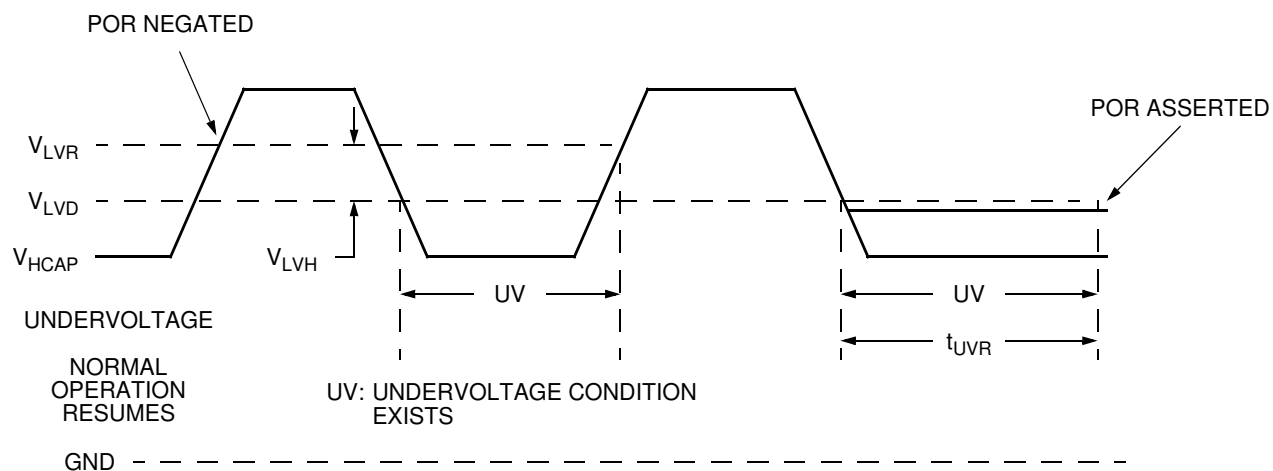 POR NEGATED
POR ASSERTED
VLVR
VLVD
VHCAP
VLVH
UV
UV
UNDERVOLTAGE
tUVR
NORMAL
OPERATION
RESUMES
UV: UNDERVOLTAGE CONDITION
EXISTS
GND